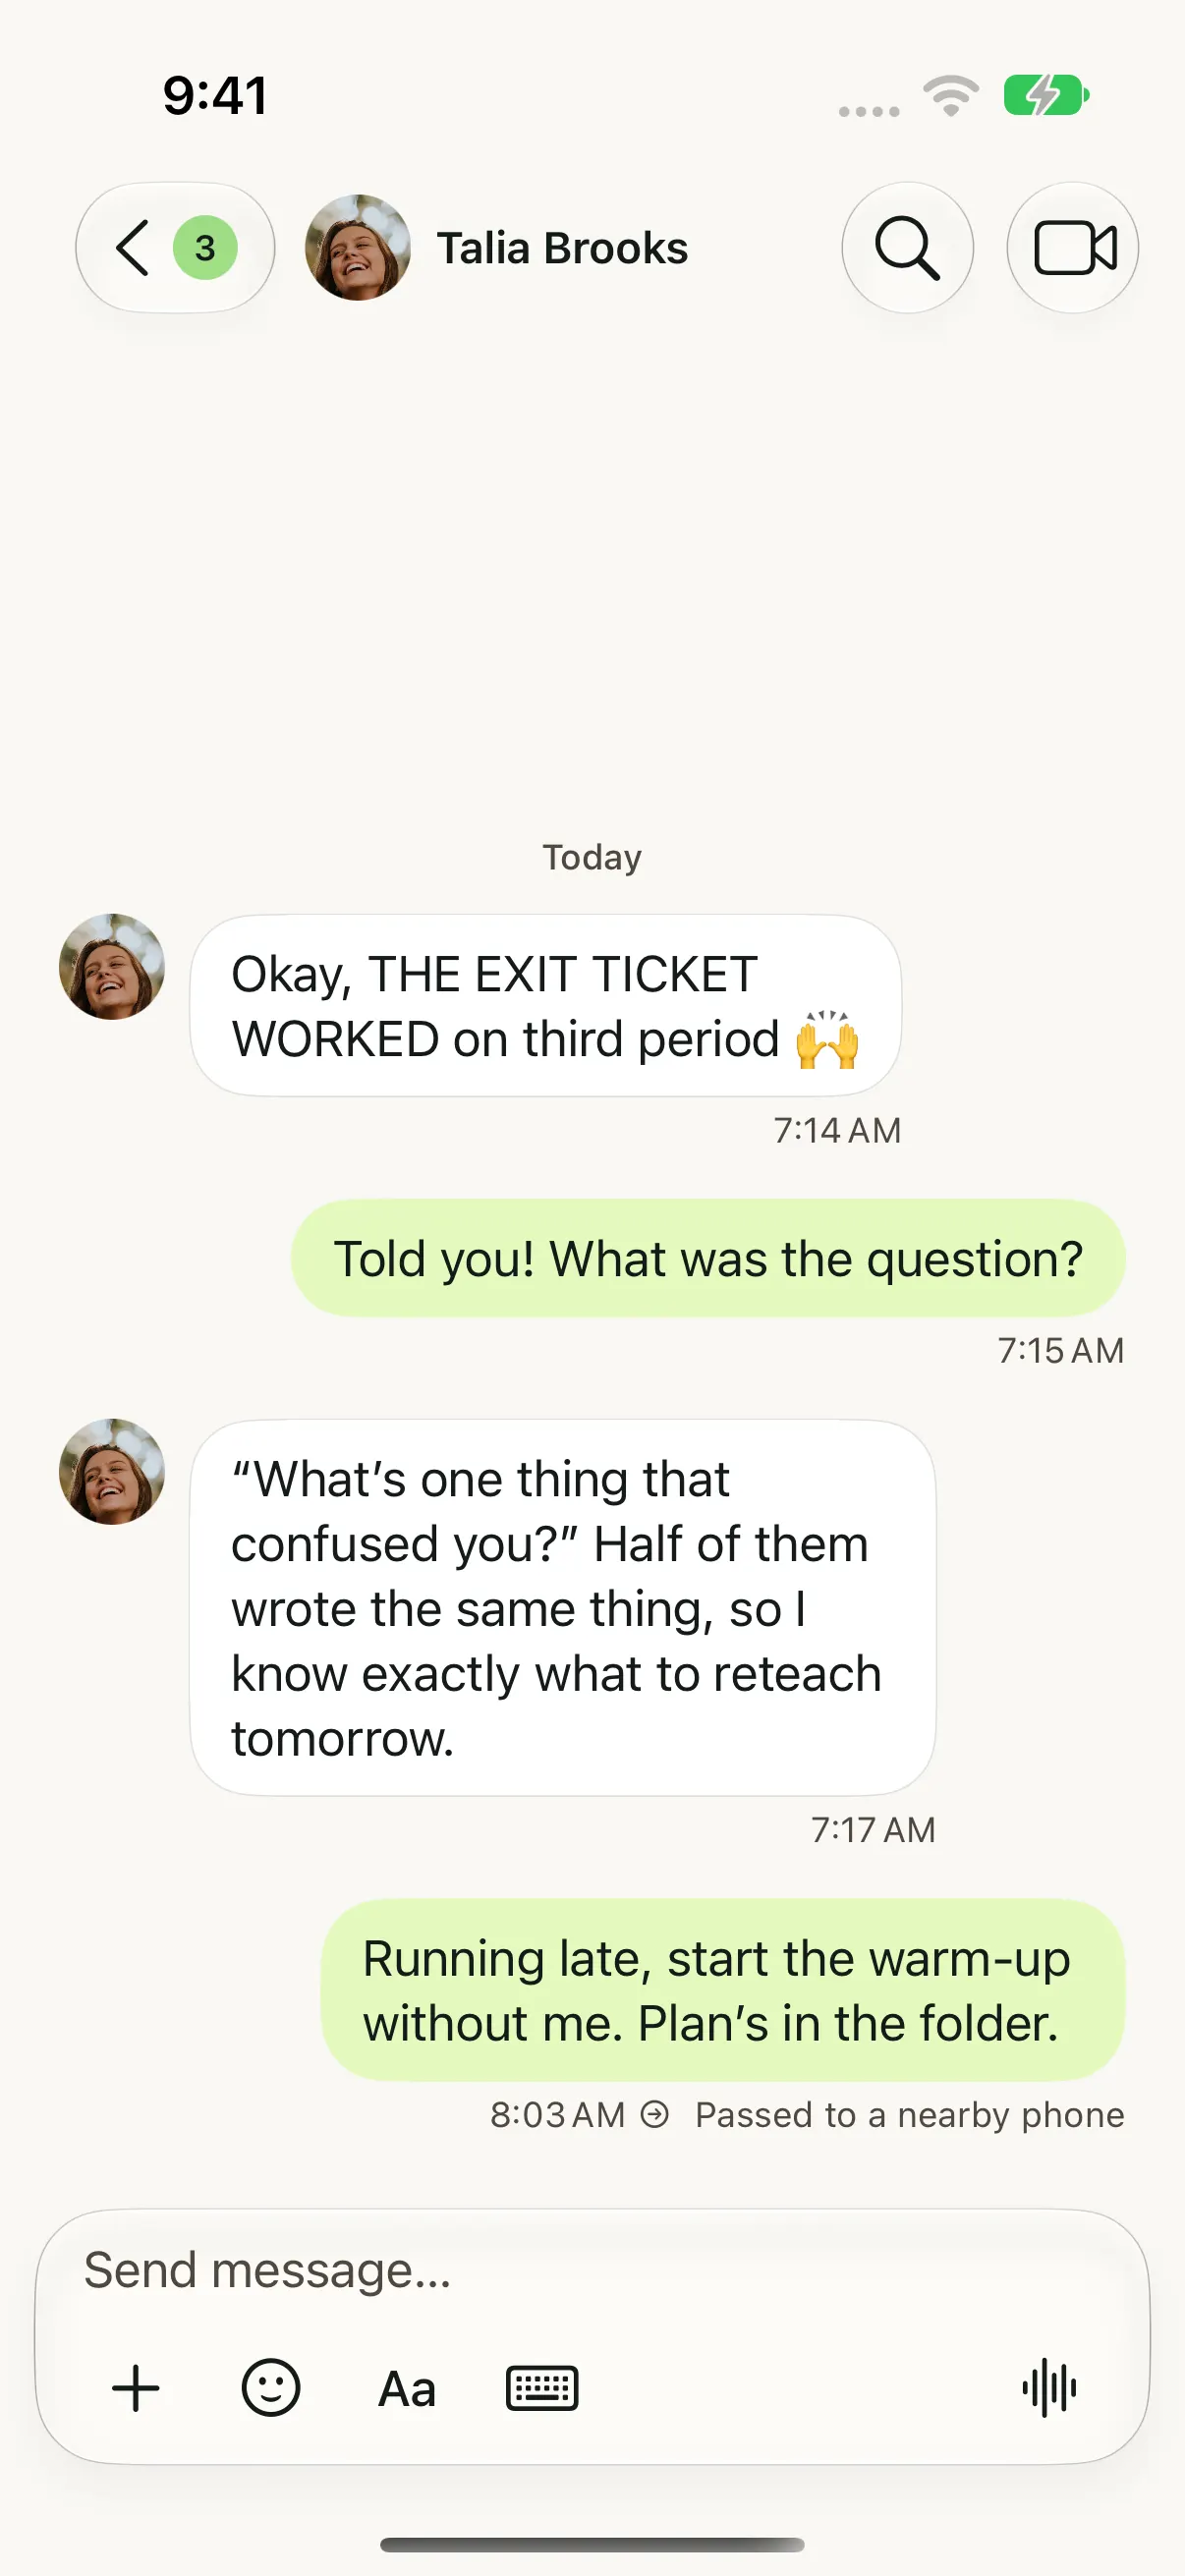 9:41
3
Talia Brooks
Today
Okay, THE EXIT TICKET
WORKED on third period 🙌
7:14 AM
Told you! What was the question?
7:15 AM
“What’s one thing that
confused you?” Half of them
wrote the same thing, so I
know exactly what to reteach
tomorrow.
7:17 AM
Running late, start the warm-up
without me. Plan’s in the folder.
8:03 AM Passed to a nearby phone
Send message...
Aa